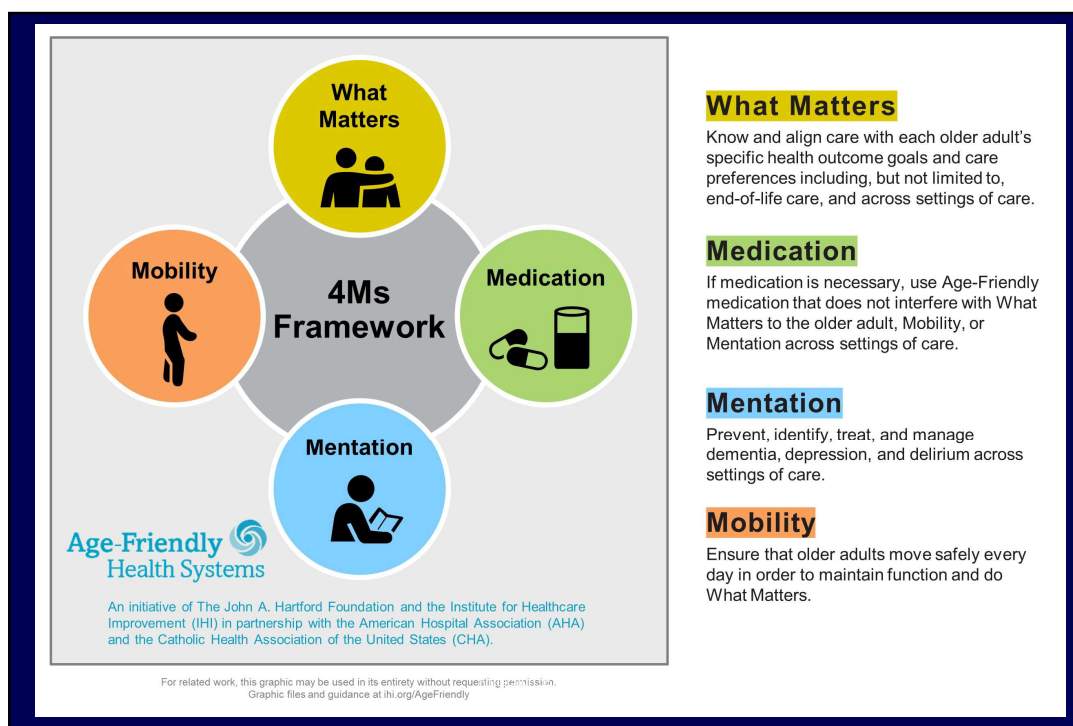 What
Matters
Mobility
Medication
4Ms
Framework
Mentation
Age-Friendly
Health Systems
An initiative of The John A. Hartford Foundation and the Institute for Healthcare
Improvement (IHI) in partnership with the American Hospital Association (AHA)
and the Catholic Health Association of the United States (CHA).
For related work, this graphic may be used in its entirety without requesting permission.
Graphic files and guidance at ihi.org/AgeFriendly
What Matters
Know and align care with each older adult's
specific health outcome goals and care
preferences including, but not limited to,
end-of-life care, and across settings of care.
Medication
If medication is necessary, use Age-Friendly
medication that does not interfere with What
Matters to the older adult, Mobility, or
Mentation across settings of care.
Mentation
Prevent, identify, treat, and manage
dementia, depression, and delirium across
settings of care.
Mobility
Ensure that older adults move safely every
day in order to maintain function and do
What Matters.